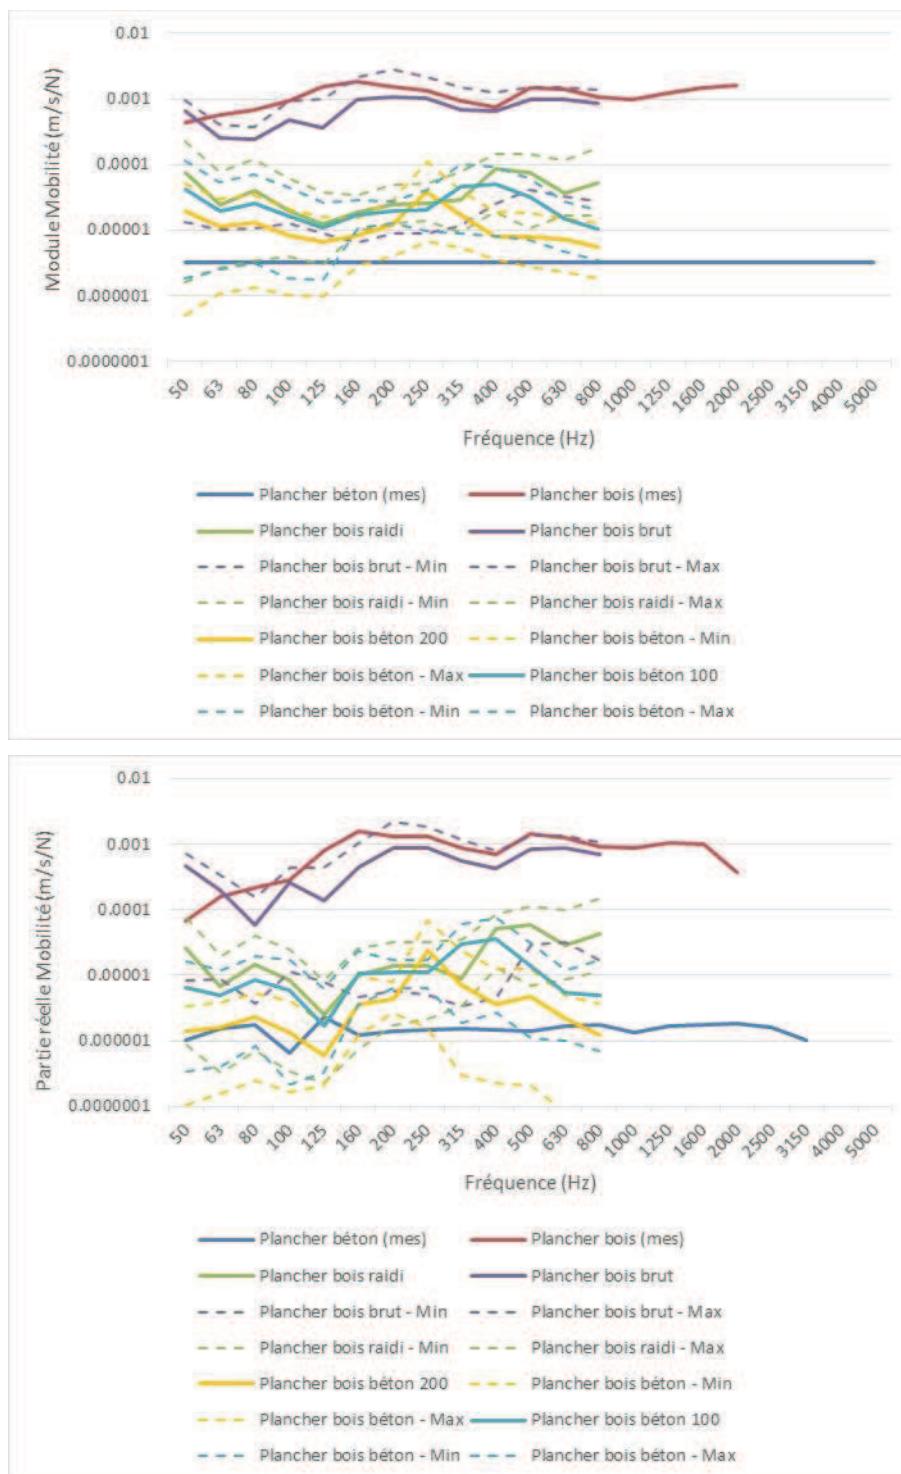 0.01
0.001
0.0001
0.00001
0.000001
0.0000001
Module Mobilité (m/s/N)
50 63 80 100 125 160 200 250 315 400 500 630 800 1000 1250 1600 2000 2500 3150 4000 5000
Fréquence (Hz)
Plancher béton (mes) Plancher bois (mes)
Plancher bois raidi Plancher bois brut
Plancher bois brut - Min Plancher bois brut - Max
Plancher bois raidi - Min Plancher bois raidi - Max
Plancher bois béton 200 Plancher bois béton - Min
Plancher bois béton - Max Plancher bois béton 100
Plancher bois béton - Min Plancher bois béton - Max
0.01
0.001
0.0001
0.00001
0.000001
0.0000001
Partie réelle Mobilité (m/s/N)
50 63 80 100 125 160 200 250 315 400 500 630 800 1000 1250 1600 2000 2500 3150 4000 5000
Fréquence (Hz)
Plancher béton (mes) Plancher bois (mes)
Plancher bois raidi Plancher bois brut
Plancher bois brut - Min Plancher bois brut - Max
Plancher bois raidi - Min Plancher bois raidi - Max
Plancher bois béton 200 Plancher bois béton - Min
Plancher bois béton - Max Plancher bois béton 100
Plancher bois béton - Min Plancher bois béton - Max